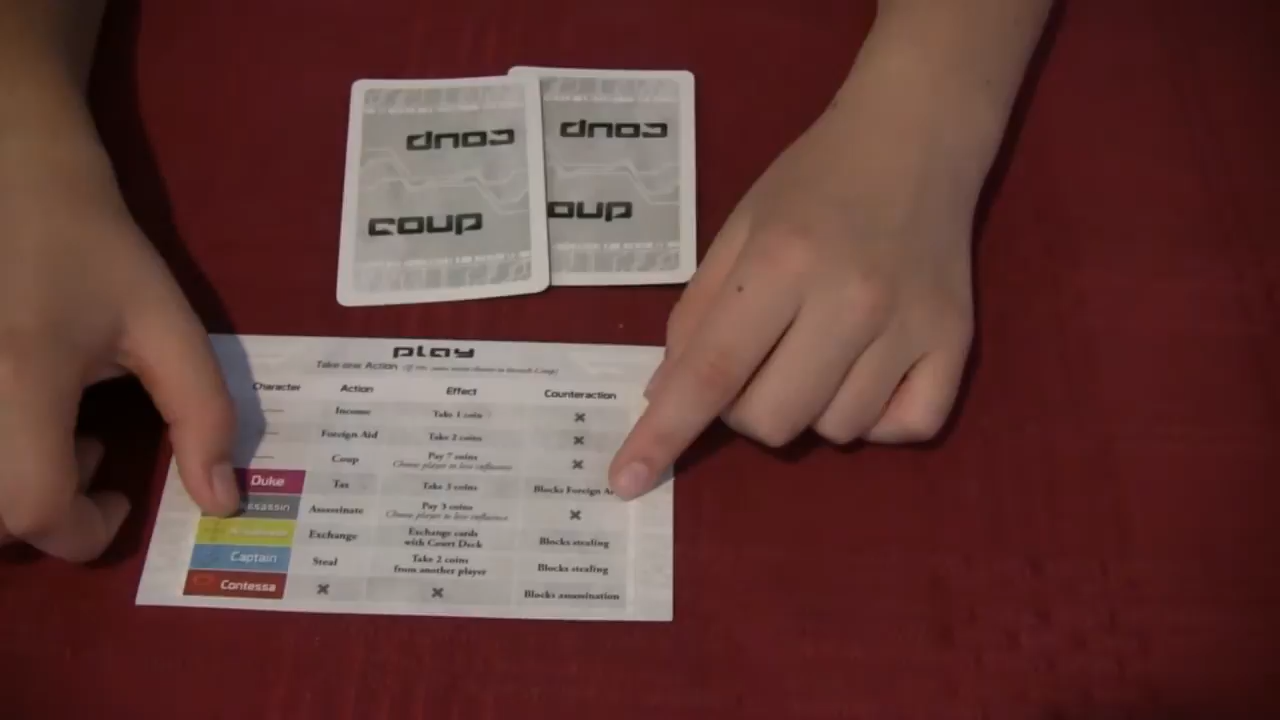 coup
coup
coup
oup
play
Take one Action
Character Action Effect Counteraction
Income Take 1 coin ×
Foreign Aid Take 2 coins ×
Coup Pay 7 coins ×
Choose player to lose influence
Duke Tax Take 3 coins Blocks Foreign A
ssassin Assassinate Pay 3 coins ×
Choose player to lose influence
Exchange Exchange cards Blocks stealing
with Court Deck
Captain Steal Take 2 coins Blocks stealing
from another player
Contessa × × Blocks assassination